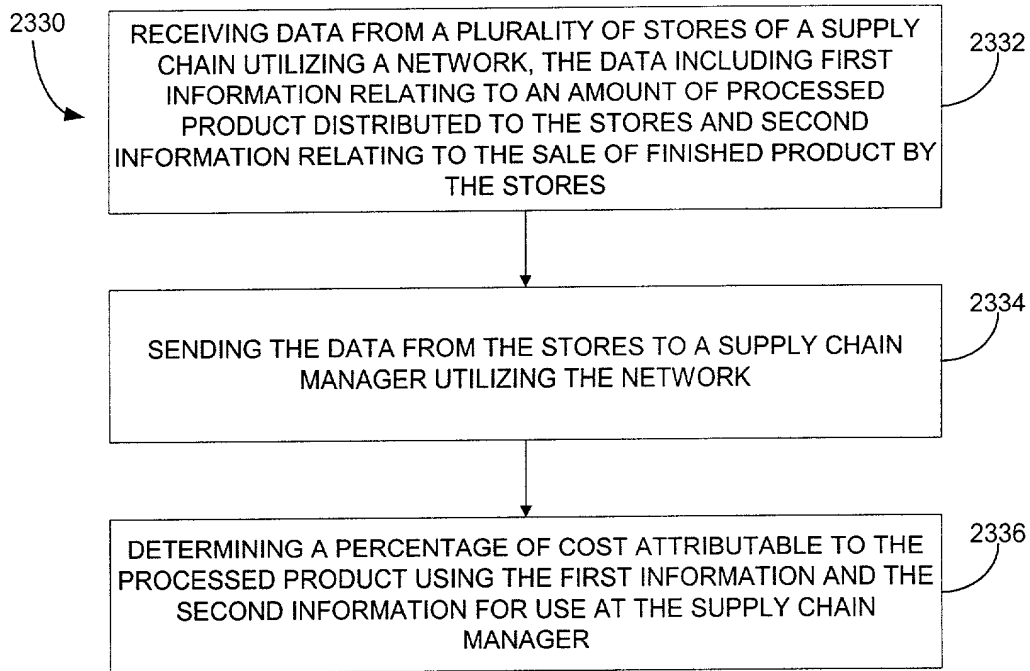 2330
RECEIVING DATA FROM A PLURALITY OF STORES OF A SUPPLY
CHAIN UTILIZING A NETWORK, THE DATA INCLUDING FIRST
INFORMATION RELATING TO AN AMOUNT OF PROCESSED
PRODUCT DISTRIBUTED TO THE STORES AND SECOND
INFORMATION RELATING TO THE SALE OF FINISHED PRODUCT BY
THE STORES
2332
SENDING THE DATA FROM THE STORES TO A SUPPLY CHAIN
MANAGER UTILIZING THE NETWORK
2334
DETERMINING A PERCENTAGE OF COST ATTRIBUTABLE TO THE
PROCESSED PRODUCT USING THE FIRST INFORMATION AND THE
SECOND INFORMATION FOR USE AT THE SUPPLY CHAIN
MANAGER
2336